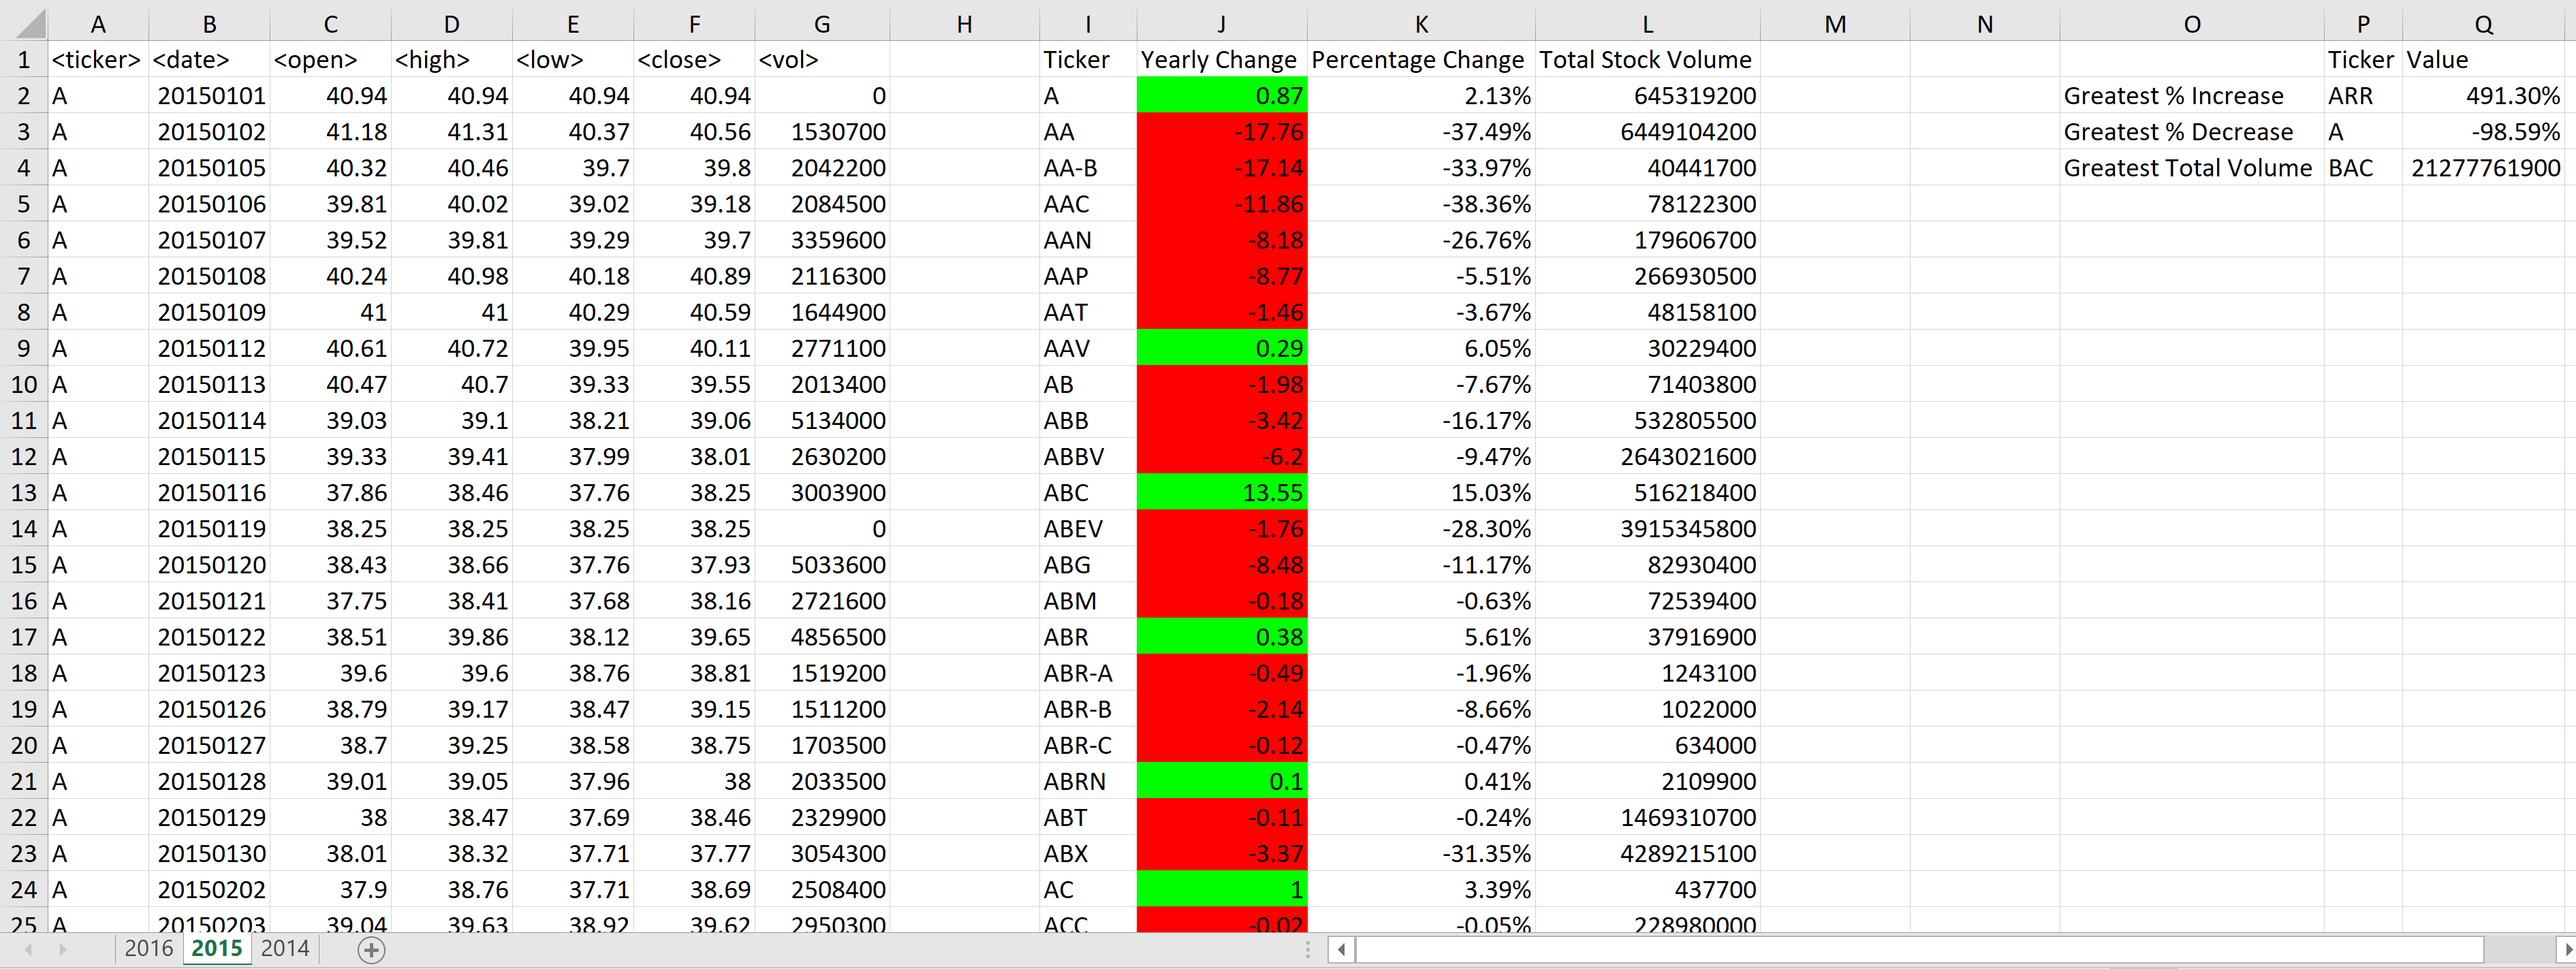 A B C D E F G H I J K L M N O P Q
1 <ticker> <date> <open> <high> <low> <close> <vol> Ticker Yearly Change Percentage Change Total Stock Volume Ticker Value
2 A 20150101 40.94 40.94 40.94 40.94 0 A 0.87 2.13% 645319200 Greatest % Increase ARR 491.30%
3 A 20150102 41.18 41.31 40.37 40.56 1530700 AA -17.76 -37.49% 6449104200 Greatest % Decrease A -98.59%
4 A 20150105 40.32 40.46 39.7 39.8 2042200 AA-B -17.14 -33.97% 40441700 Greatest Total Volume BAC 21277761900
5 A 20150106 39.81 40.02 39.02 39.18 2084500 AAC -11.86 -38.36% 78122300
6 A 20150107 39.52 39.81 39.29 39.7 3359600 AAN -8.18 -26.76% 179606700
7 A 20150108 40.24 40.98 40.18 40.89 2116300 AAP -8.77 -5.51% 266930500
8 A 20150109 41 41 40.29 40.59 1644900 AAT -1.46 -3.67% 48158100
9 A 20150112 40.61 40.72 39.95 40.11 2771100 AAV 0.29 6.05% 30229400
10 A 20150113 40.47 40.7 39.33 39.55 2013400 AB -1.98 -7.67% 71403800
11 A 20150114 39.03 39.1 38.21 39.06 5134000 ABB -3.42 -16.17% 532805500
12 A 20150115 39.33 39.41 37.99 38.01 2630200 ABBV -6.2 -9.47% 2643021600
13 A 20150116 37.86 38.46 37.76 38.25 3003900 ABC 13.55 15.03% 516218400
14 A 20150119 38.25 38.25 38.25 38.25 0 ABEV -1.76 -28.30% 3915345800
15 A 20150120 38.43 38.66 37.76 37.93 5033600 ABG -8.48 -11.17% 82930400
16 A 20150121 37.75 38.41 37.68 38.16 2721600 ABM -0.18 -0.63% 72539400
17 A 20150122 38.51 39.86 38.12 39.65 4856500 ABR 0.38 5.61% 37916900
18 A 20150123 39.6 39.6 38.76 38.81 1519200 ABR-A -0.49 -1.96% 1243100
19 A 20150126 38.79 39.17 38.47 39.15 1511200 ABR-B -2.14 -8.66% 1022000
20 A 20150127 38.7 39.25 38.58 38.75 1703500 ABR-C -0.12 -0.47% 634000
21 A 20150128 39.01 39.05 37.96 38 2033500 ABRN 0.1 0.41% 2109900
22 A 20150129 38 38.47 37.69 38.46 2329900 ABT -0.11 -0.24% 1469310700
23 A 20150130 38.01 38.32 37.71 37.77 3054300 ABX -3.37 -31.35% 4289215100
24 A 20150202 37.9 38.76 37.71 38.69 2508400 AC 1 3.39% 437700
25 A 20150203 39.04 39.63 38.92 39.62 2950300 ACC -0.02 -0.05% 228980000
2016 2015 2014